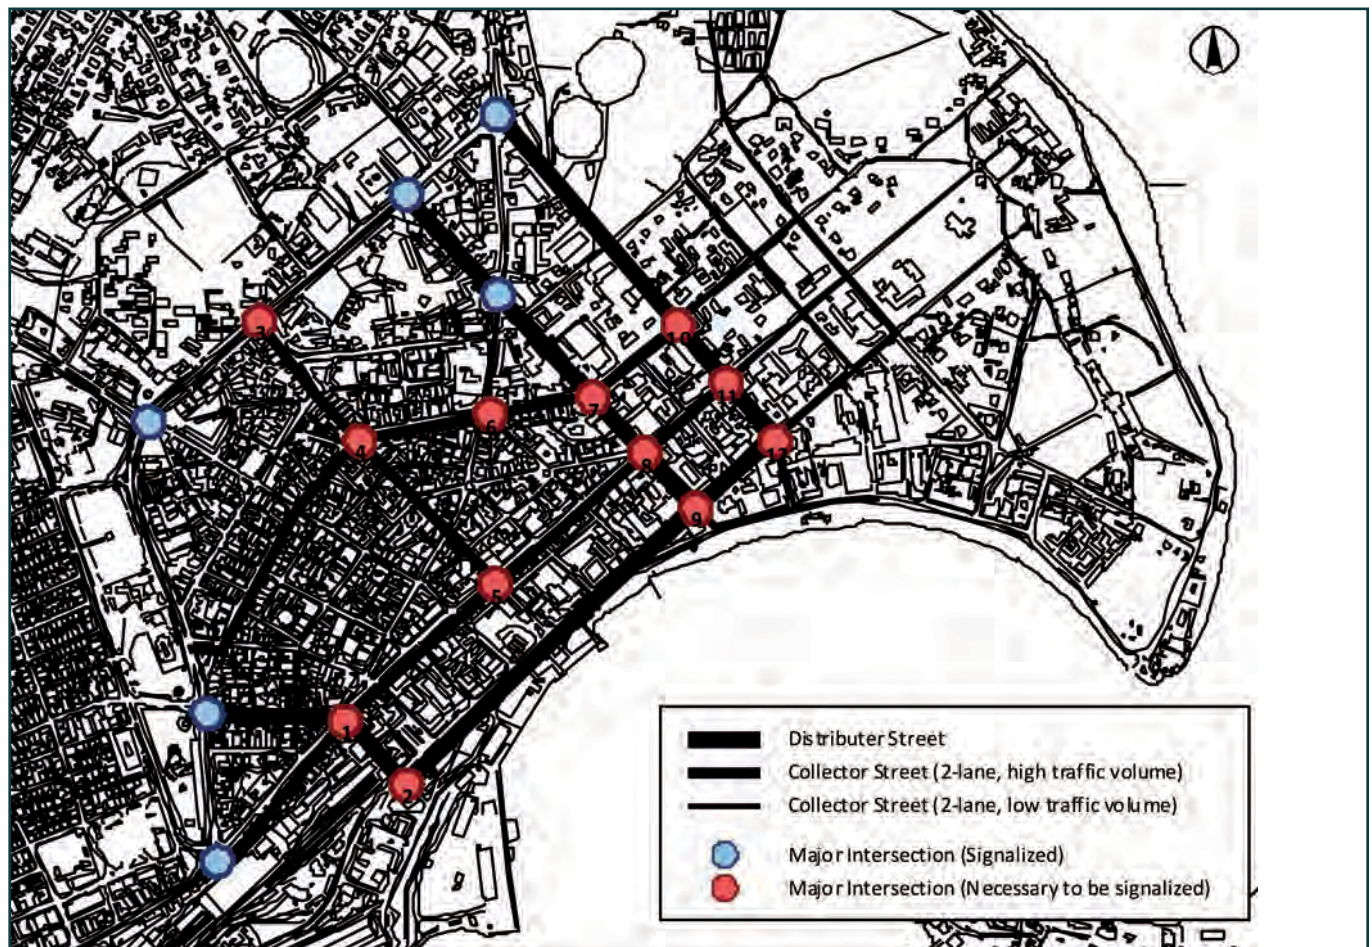 3
10
11
7
6
4
12
8
9
5
1
2
Distributer Street
Collector Street (2-lane, high traffic volume)
Collector Street (2-lane, low traffic volume)
Major Intersection (Signalized)
Major Intersection (Necessary to be signalized)